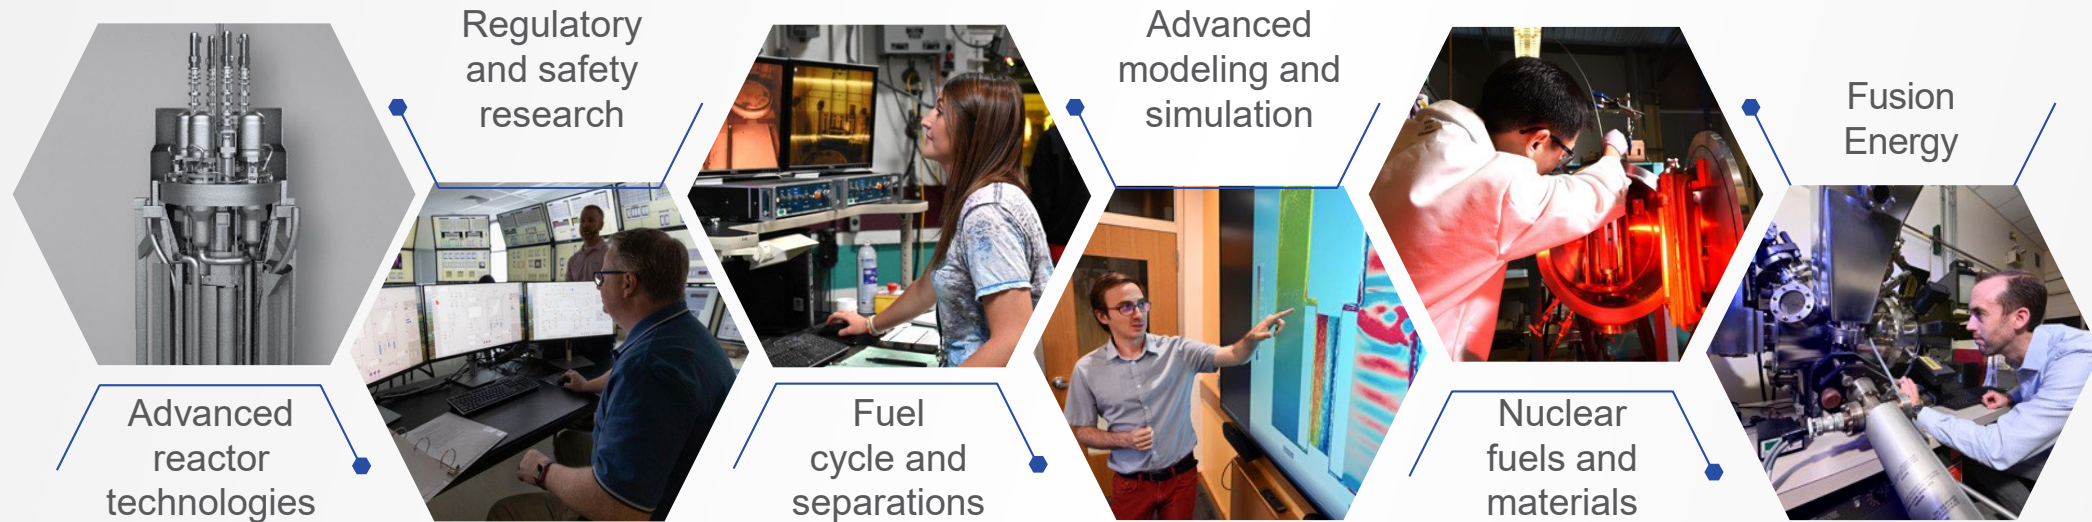 Regulatory
and safety
research
Advanced
modeling and
simulation
Fusion
Energy
Advanced
reactor
technologies
Fuel
cycle and
separations
Nuclear
fuels and
materials